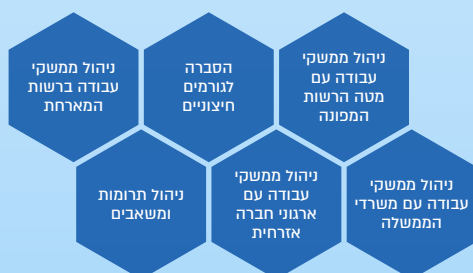 ניהול ממשקי
עבודה עם
מטה הרשות
המפונה
הסברה
לגורמים
חיצוניים
ניהול ממשקי
עבודה ברשות
המארחת
ניהול ממשקי
עבודה עם משרדי
הממשלה
ניהול ממשקי
עבודה עם
ארגוני חברה
אזרחית
ניהול תרומות
ומשאבים